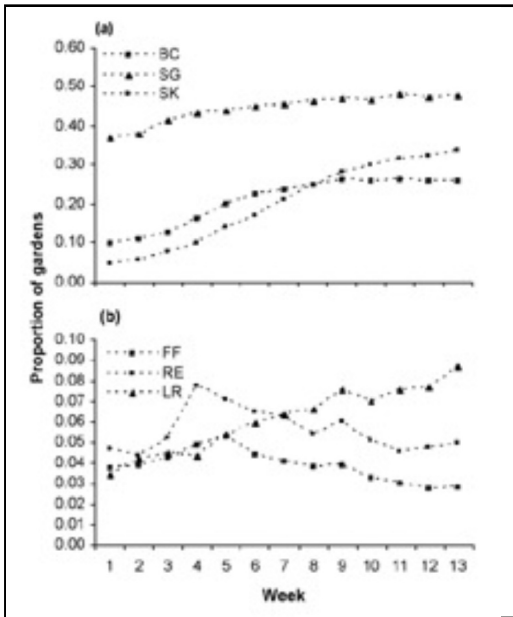 (a)
0.60
0.50
0.40
0.30
0.20
0.10
0.00
BC
SG
SK
Proportion of gardens
(b)
0.10
0.09
0.08
0.07
0.06
0.05
0.04
0.03
0.02
0.01
0.00
FF
RE
LR
1 2 3 4 5 6 7 8 9 10 11 12 13
Week